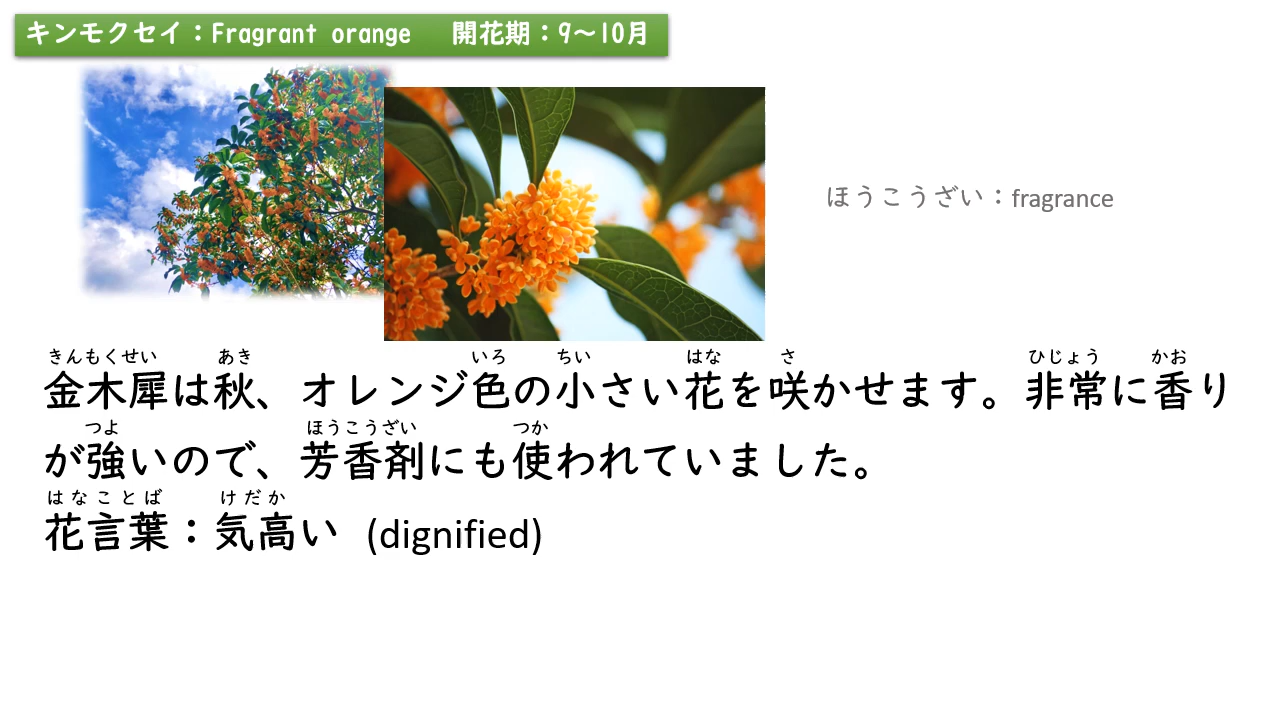 キンモクセイ：Fragrant orange　開花期：9～10月
ほうこうざい：fragrance
きんもくせい あき いろ ちい はな さ ひじょう かお
金木犀は秋、オレンジ色の小さい花を咲かせます。非常に香り
つよ ほうこうざい つか
が強いので、芳香剤にも使われていました。
はなことば けだか
花言葉：気高い (dignified)